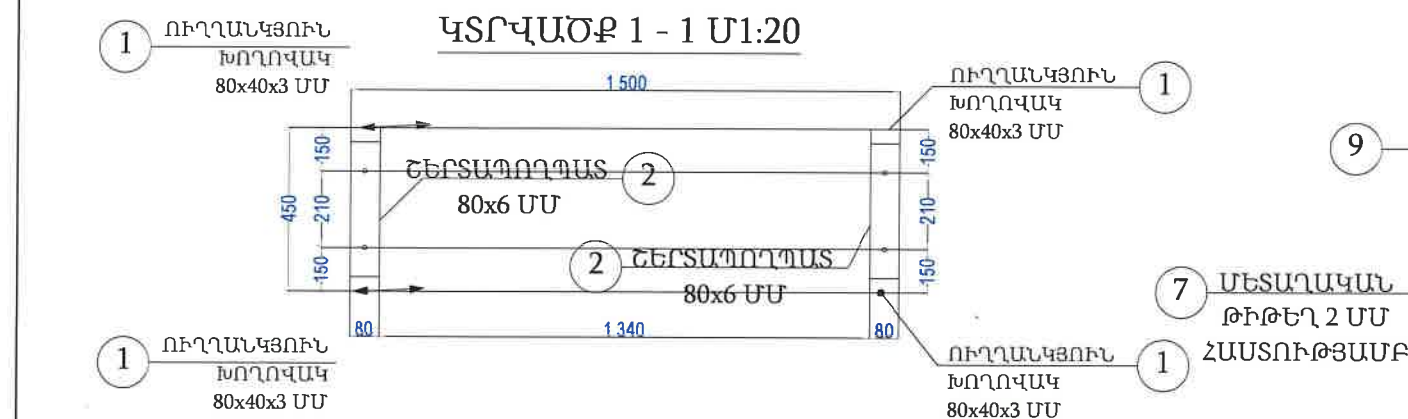 ԿՏՐՎԱԾՔ 1 - 1 Մ1:20
1 ՈՒՂՂԱՆԿՅՈՒՆ
ԽՈՂՈՎԱԿ
80x40x3 ՄՄ
1 500
ՈՒՂՂԱՆԿՅՈՒՆ 1
ԽՈՂՈՎԱԿ
80x40x3 ՄՄ
9
450
150
210
150
ՇԵՐՏԱՊՈՂՊԱՏ 2
80x6 ՄՄ
2 ՇԵՐՏԱՊՈՂՊԱՏ
80x6 ՄՄ
150
210
150
7 ՄԵՏԱՂԱԿԱՆ
ԹԻԹԵՂ 2 ՄՄ
ՀԱՍՏՈՒԹՅԱՄԲ
80
1 340
80
1 ՈՒՂՂԱՆԿՅՈՒՆ
ԽՈՂՈՎԱԿ
80x40x3 ՄՄ
ՈՒՂՂԱՆԿՅՈՒՆ 1
ԽՈՂՈՎԱԿ
80x40x3 ՄՄ